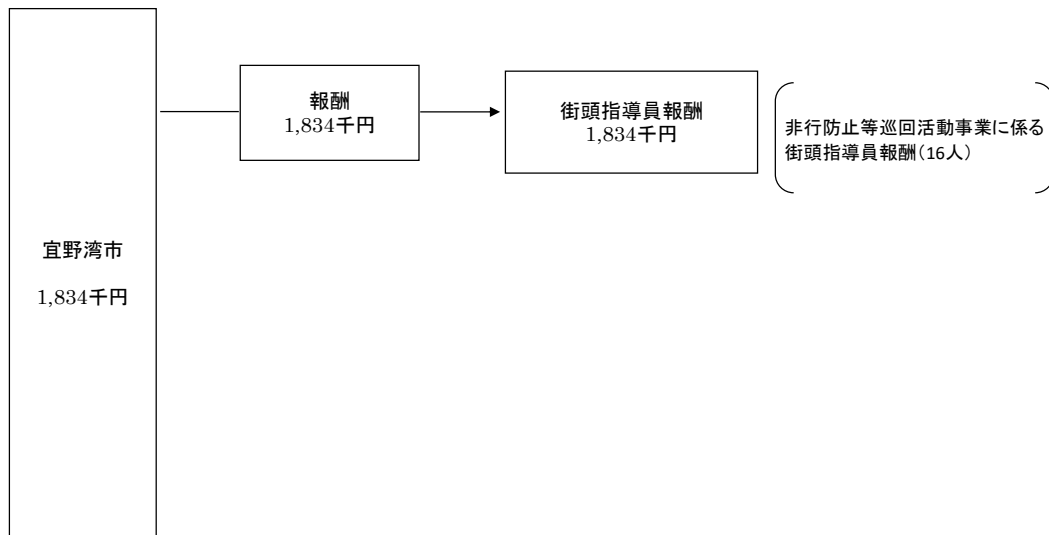 宜野湾市
1,834千円
報酬
1,834千円
街頭指導員報酬
1,834千円
非行防止等巡回活動事業に係る
街頭指導員報酬(16人)